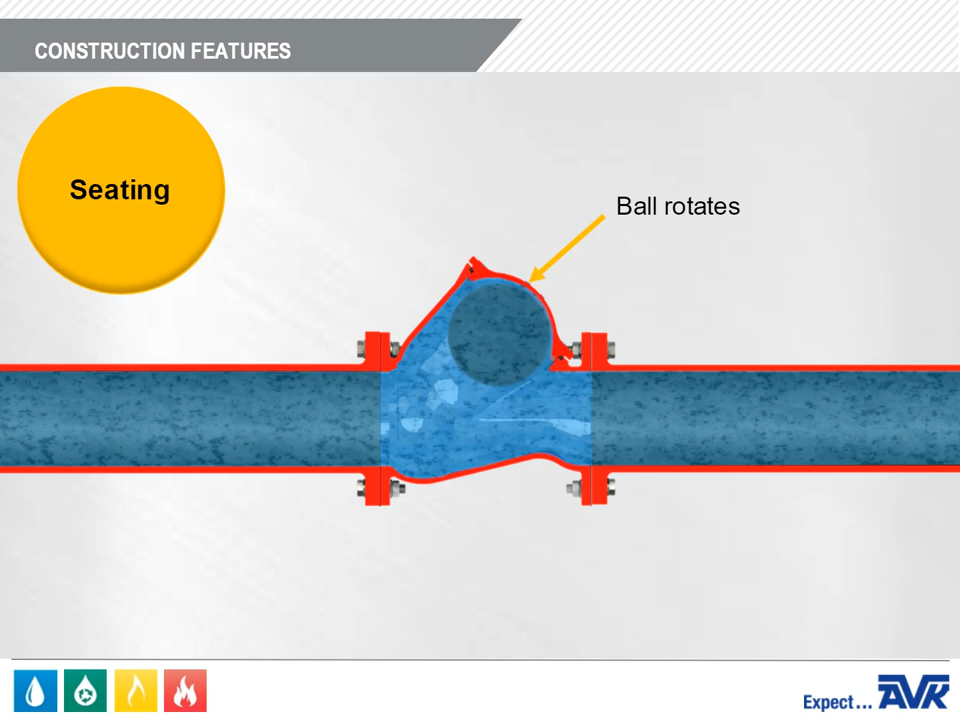 CONSTRUCTION FEATURES
Seating
Ball rotates
Expect... AVK